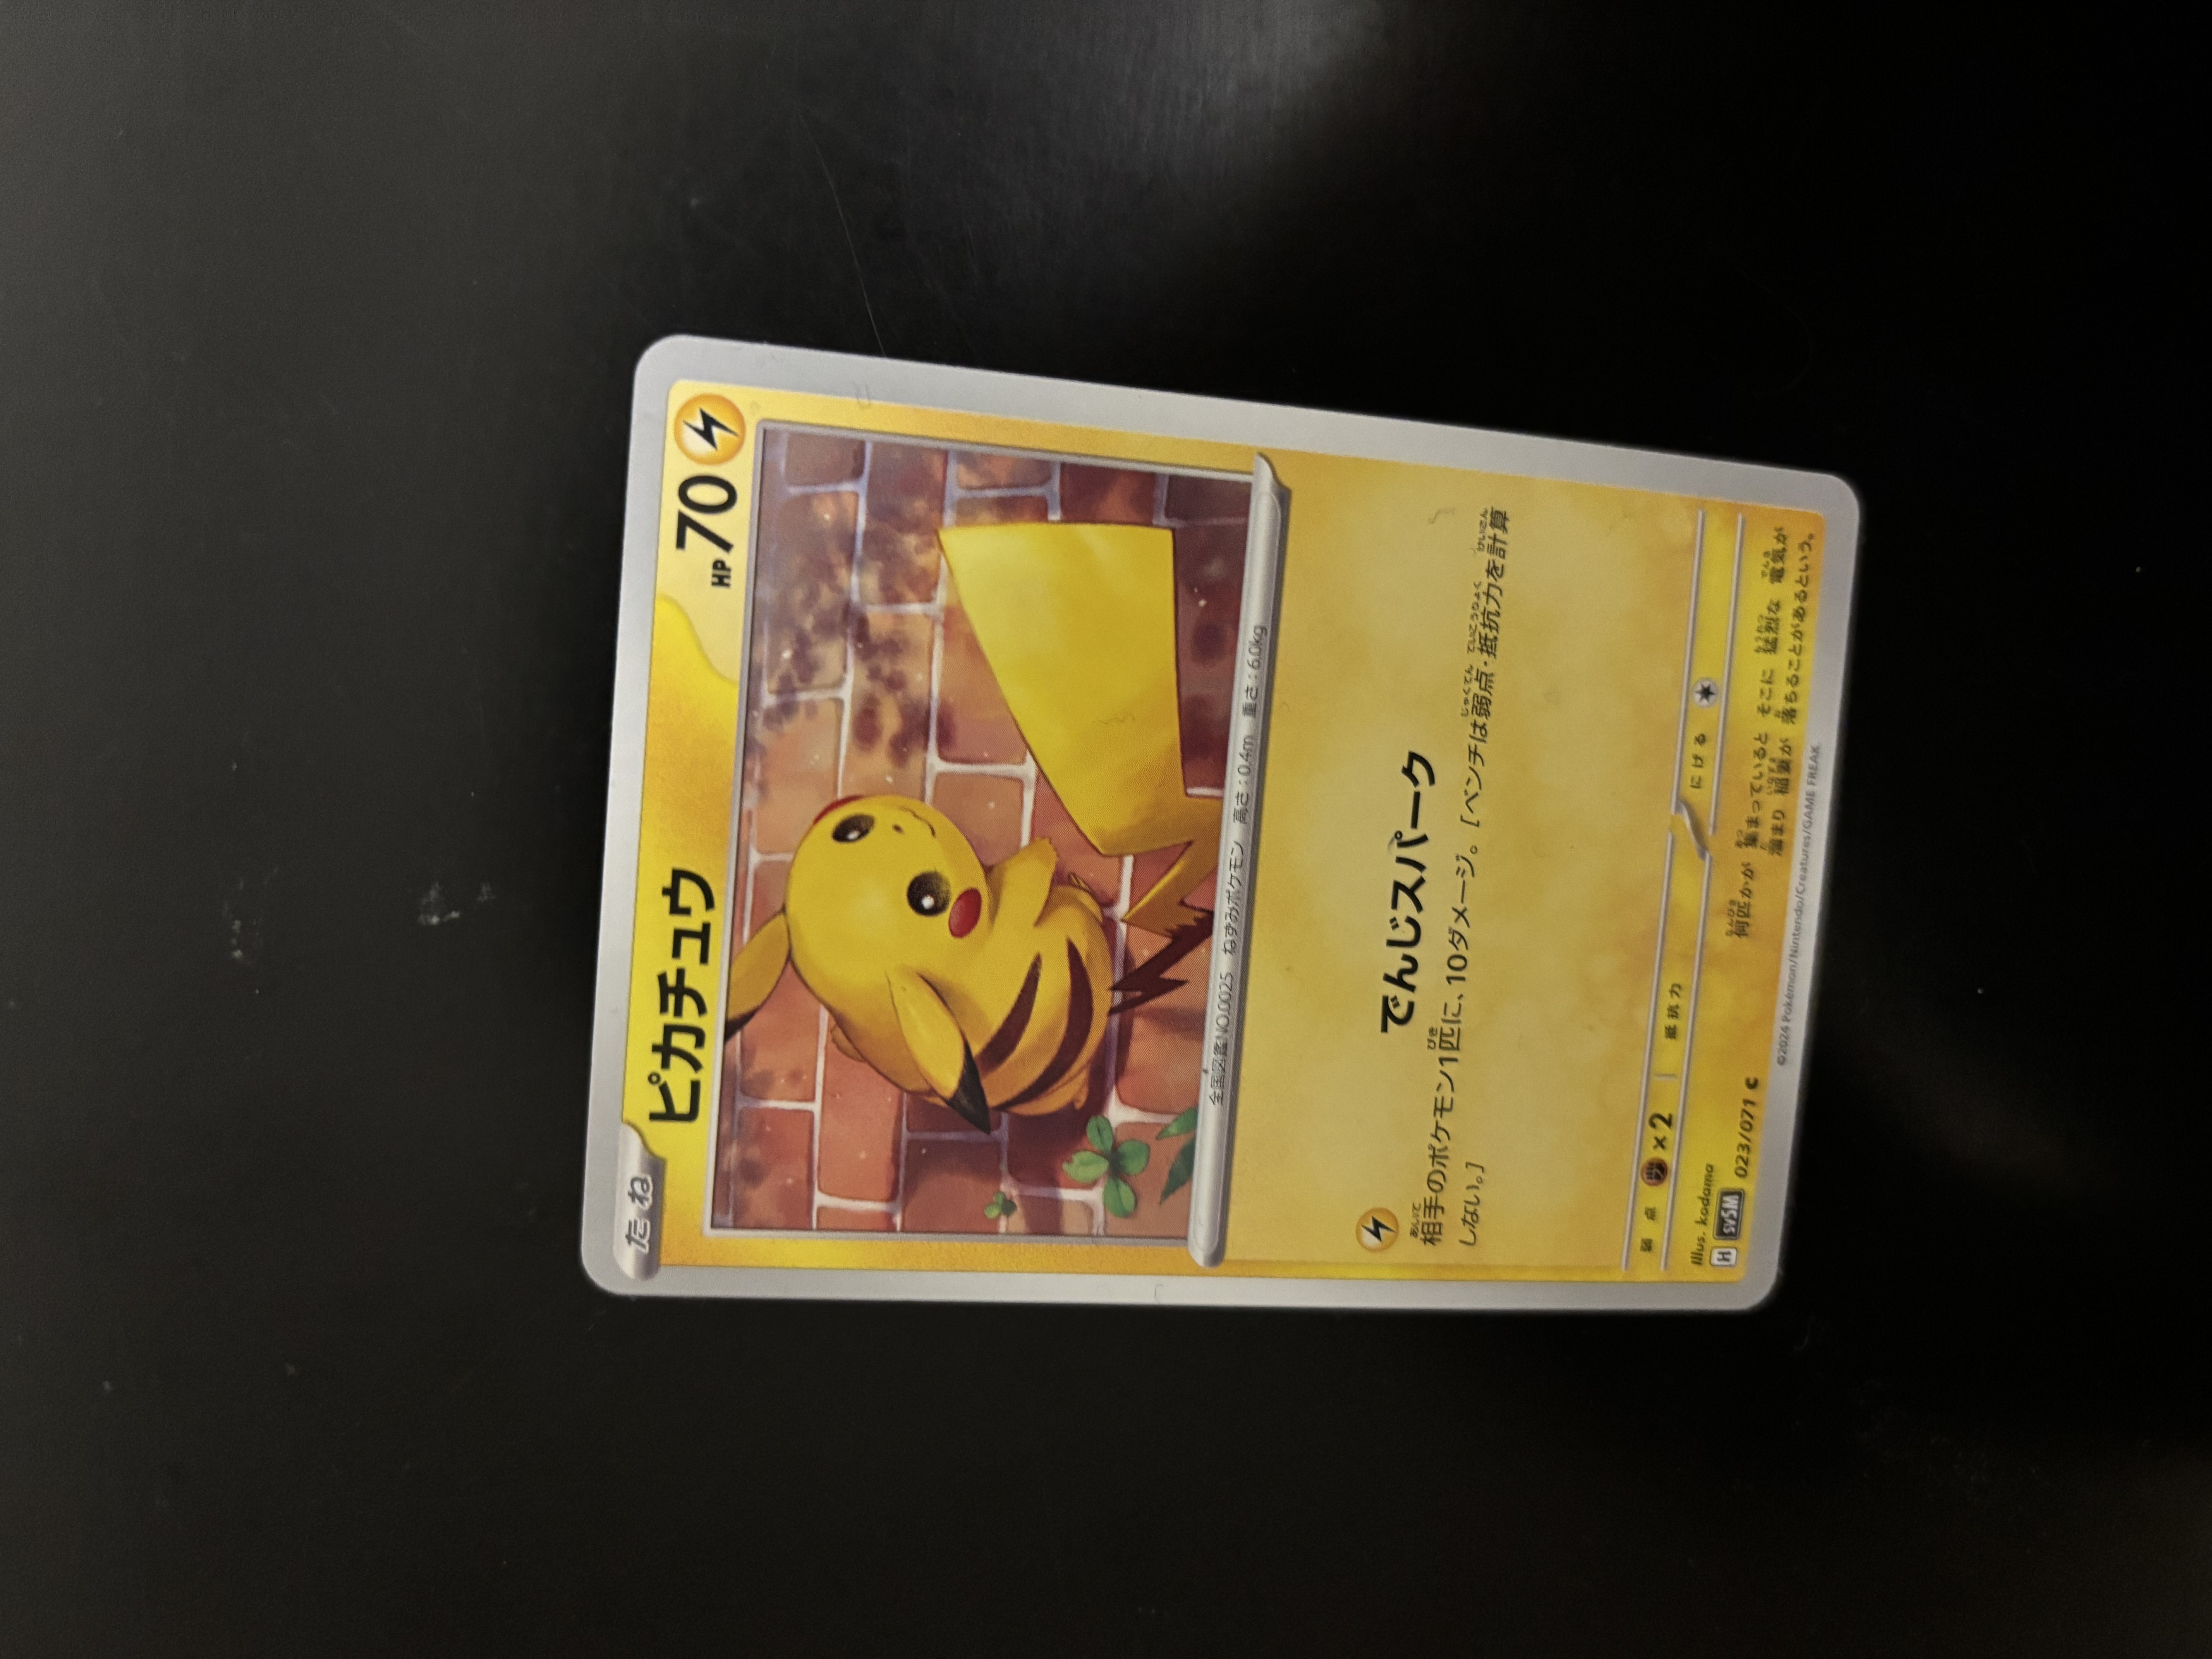 たね
ピカチュウ
HP 70
全国図鑑NO.0025 ねずみポケモン 高さ:0.4m 重さ:6.0kg
でんじスパーク
相手のポケモン1匹に、10ダメージ。[ベンチは弱点・抵抗力を計算
しない。]
弱点 ×2 抵抗力 にげる
Illus. kodama
H SV5M 023/071 C
何匹かが 集まっていると そこに 猛烈な 電気が
溜まり 稲妻が 落ちることがあるという。
©2024 Pokémon/Nintendo/Creatures/GAME FREAK